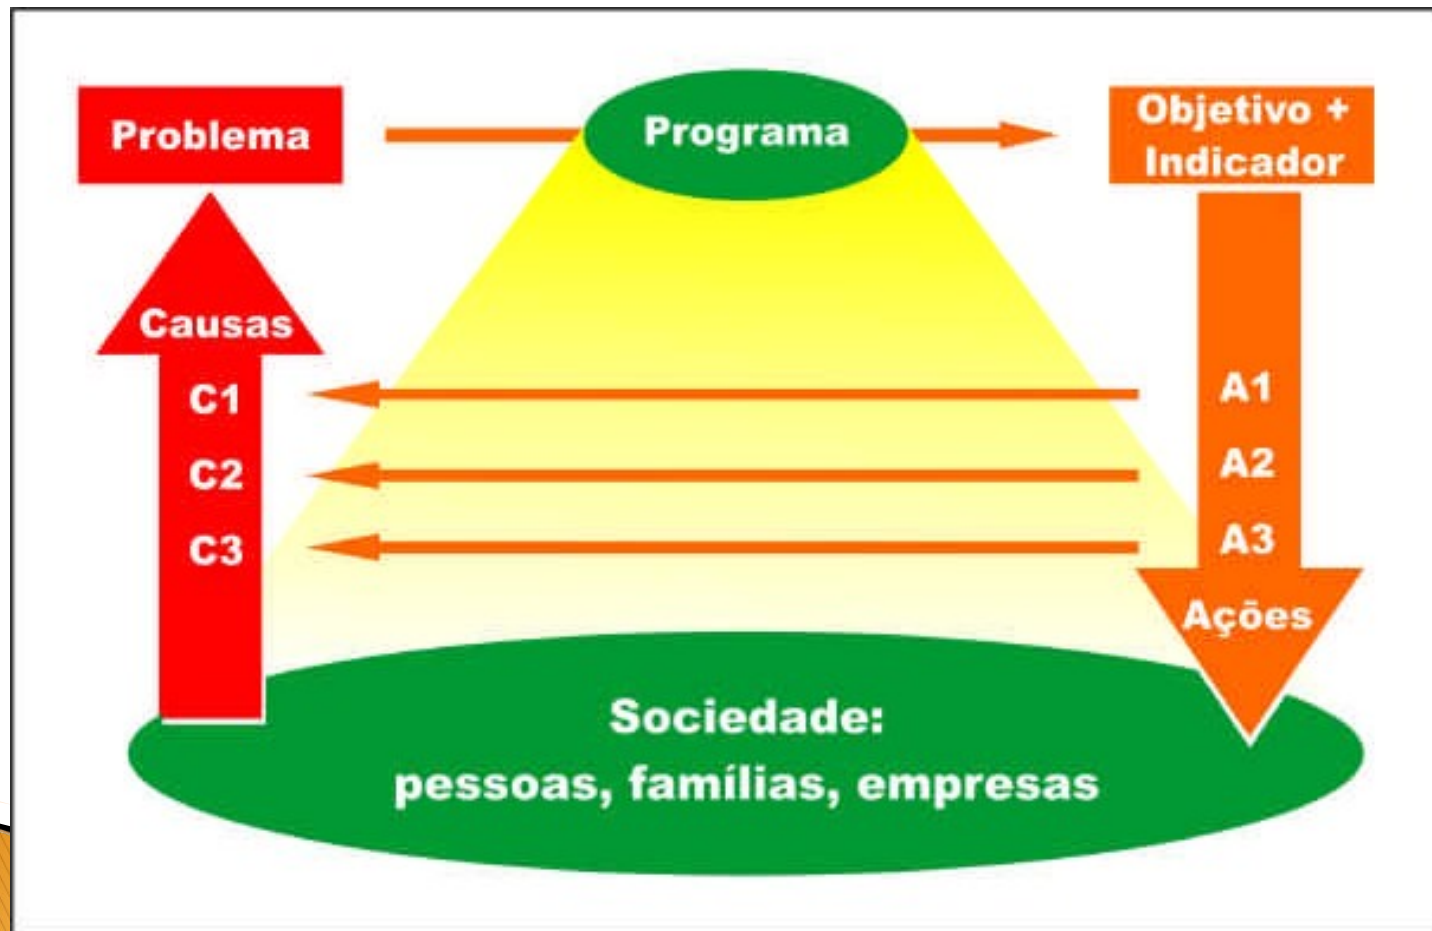 Problema
Programa
Objetivo +
Indicador
Causas
C1
C2
C3
A1
A2
A3
Ações
Sociedade:
pessoas, famílias, empresas